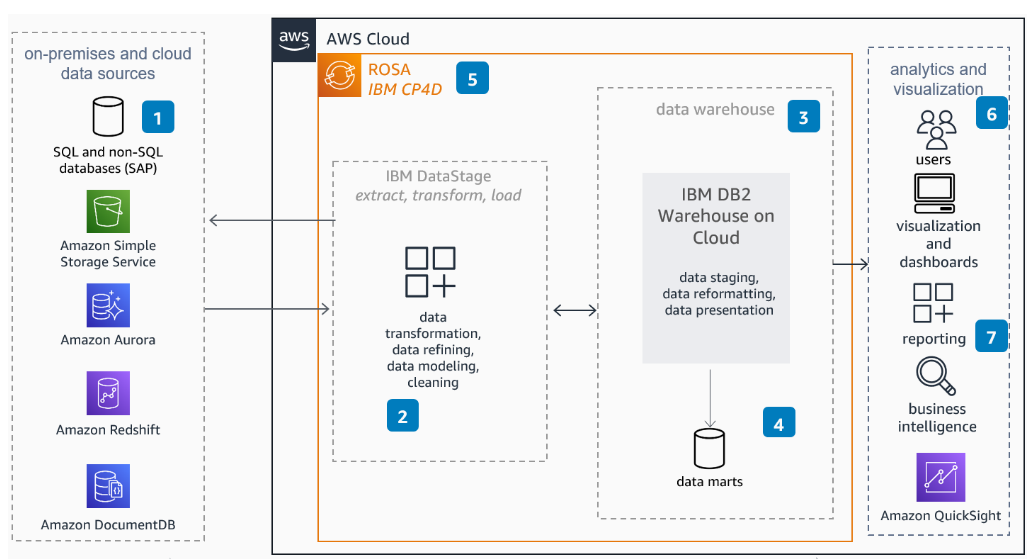 on-premises and cloud
data sources
1
SQL and non-SQL
databases (SAP)
Amazon Simple
Storage Service
Amazon Aurora
Amazon Redshift
Amazon DocumentDB
aws
AWS Cloud
ROSA
IBM CP4D
5
IBM DataStage
extract, transform, load
data
transformation,
data refining,
data modeling,
cleaning
2
data warehouse
3
IBM DB2
Warehouse on
Cloud
data staging,
data reformatting,
data presentation
4
data marts
analytics and
visualization
6
users
visualization
and
dashboards
reporting
7
business
intelligence
Amazon QuickSight